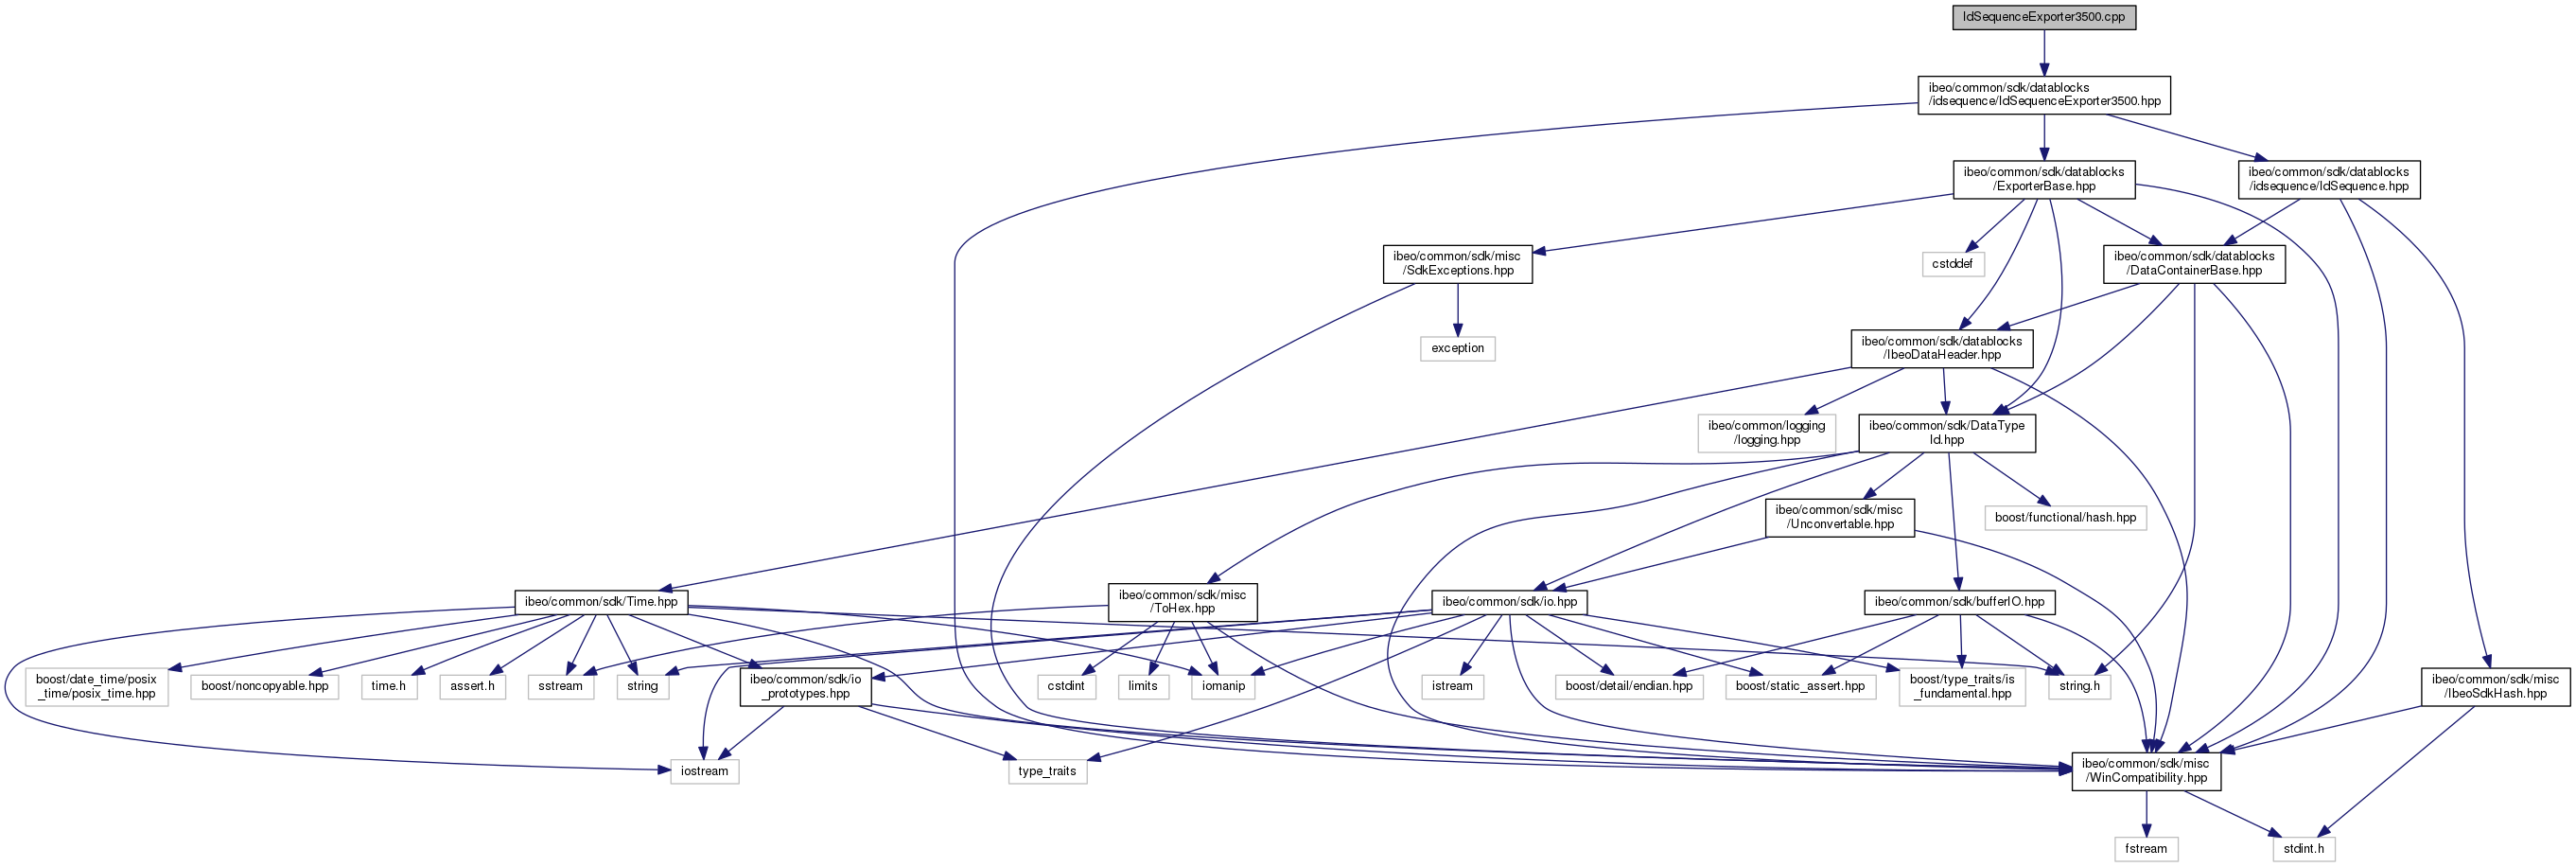 IdSequenceExporter3500.cpp
ibeo/common/sdk/datablocks
/idsequence/IdSequenceExporter3500.hpp
ibeo/common/sdk/datablocks
/ExporterBase.hpp
ibeo/common/sdk/datablocks
/idsequence/IdSequence.hpp
ibeo/common/sdk/misc
/SdkExceptions.hpp
cstddef
ibeo/common/sdk/datablocks
/DataContainerBase.hpp
exception
ibeo/common/sdk/datablocks
/IbeoDataHeader.hpp
ibeo/common/logging
/logging.hpp
ibeo/common/sdk/DataType
Id.hpp
ibeo/common/sdk/misc
/Unconvertable.hpp
boost/functional/hash.hpp
ibeo/common/sdk/Time.hpp
ibeo/common/sdk/misc
/ToHex.hpp
ibeo/common/sdk/io.hpp
ibeo/common/sdk/bufferIO.hpp
boost/date_time/posix
_time/posix_time.hpp
boost/noncopyable.hpp
time.h
assert.h
sstream
string
ibeo/common/sdk/io
_prototypes.hpp
cstdint
limits
iomanip
istream
boost/detail/endian.hpp
boost/static_assert.hpp
boost/type_traits/is
_fundamental.hpp
string.h
ibeo/common/sdk/misc
/IbeoSdkHash.hpp
iostream
type_traits
ibeo/common/sdk/misc
/WinCompatibility.hpp
fstream
stdint.h